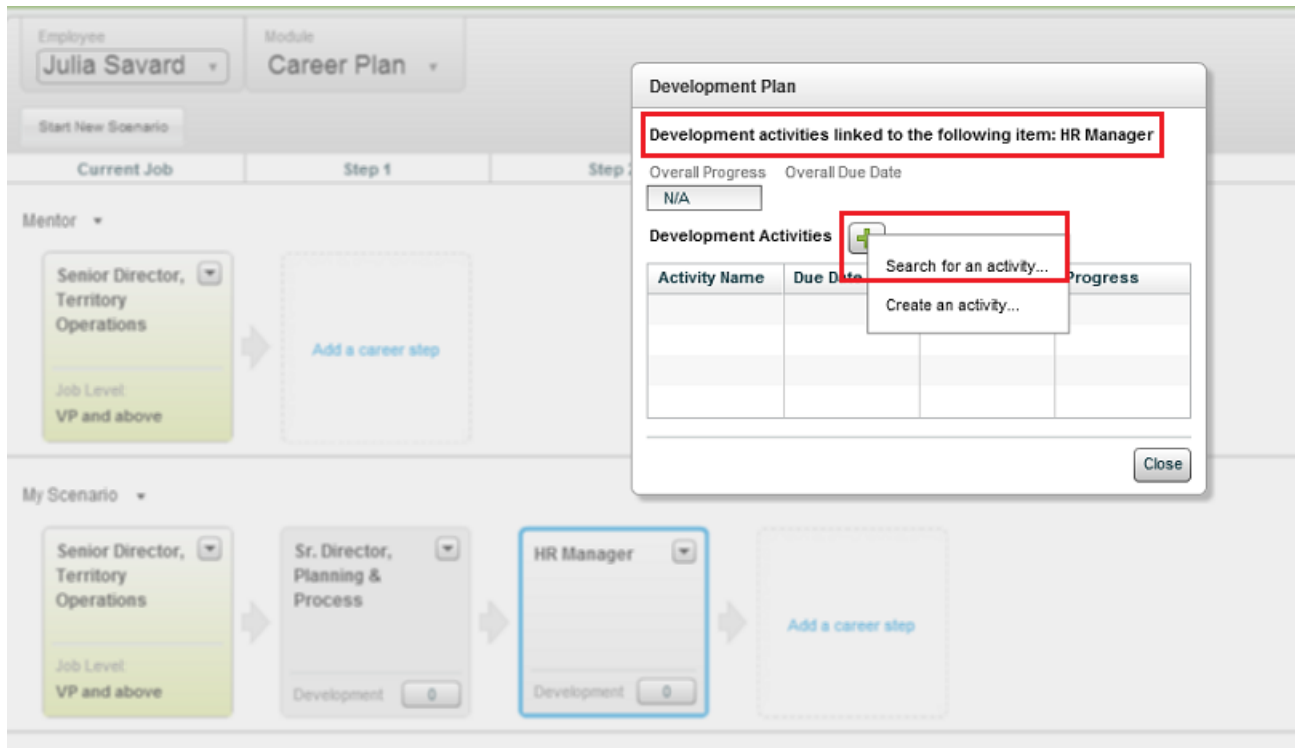 Employee
Julia Savard
Module
Career Plan
Start New Scenario
Current Job
Step 1
Step 2
Mentor
Senior Director,
Territory
Operations
Job Level:
VP and above
Add a career step
My Scenario
Senior Director,
Territory
Operations
Job Level:
VP and above
Sr. Director,
Planning &
Process
Development 0
HR Manager
Development 0
Add a career step
Development Plan
Development activities linked to the following item: HR Manager
Overall Progress Overall Due Date
N/A
Development Activities
Search for an activity...
Create an activity...
Activity Name Due Date Progress
Close